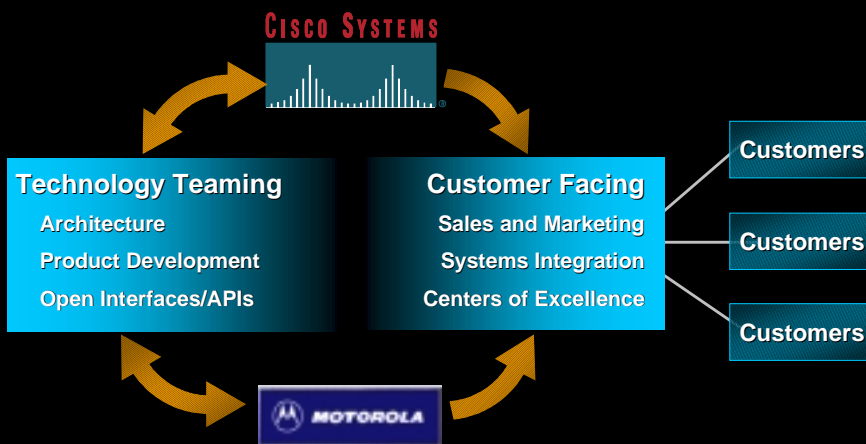 CISCO SYSTEMS
®
Technology Teaming
Architecture
Product Development
Open Interfaces/APIs
Customer Facing
Sales and Marketing
Systems Integration
Centers of Excellence
Customers
Customers
Customers
MOTOROLA